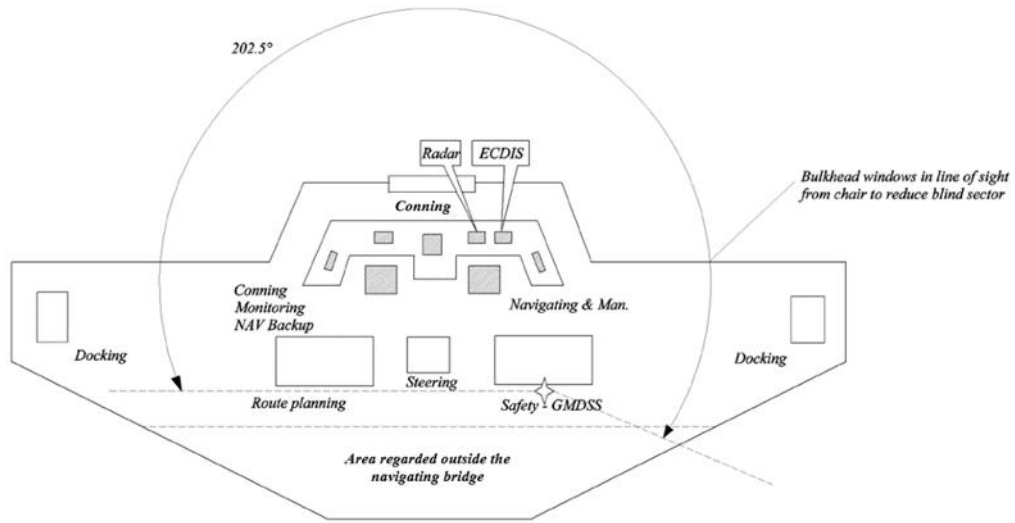 202.5°
Radar
ECDIS
Bulkhead windows in line of sight
from chair to reduce blind sector
Conning
Conning
Monitoring
NAV Backup
Navigating & Man.
Docking
Docking
Steering
Route planning
Safety - GMDSS
Area regarded outside the
navigating bridge